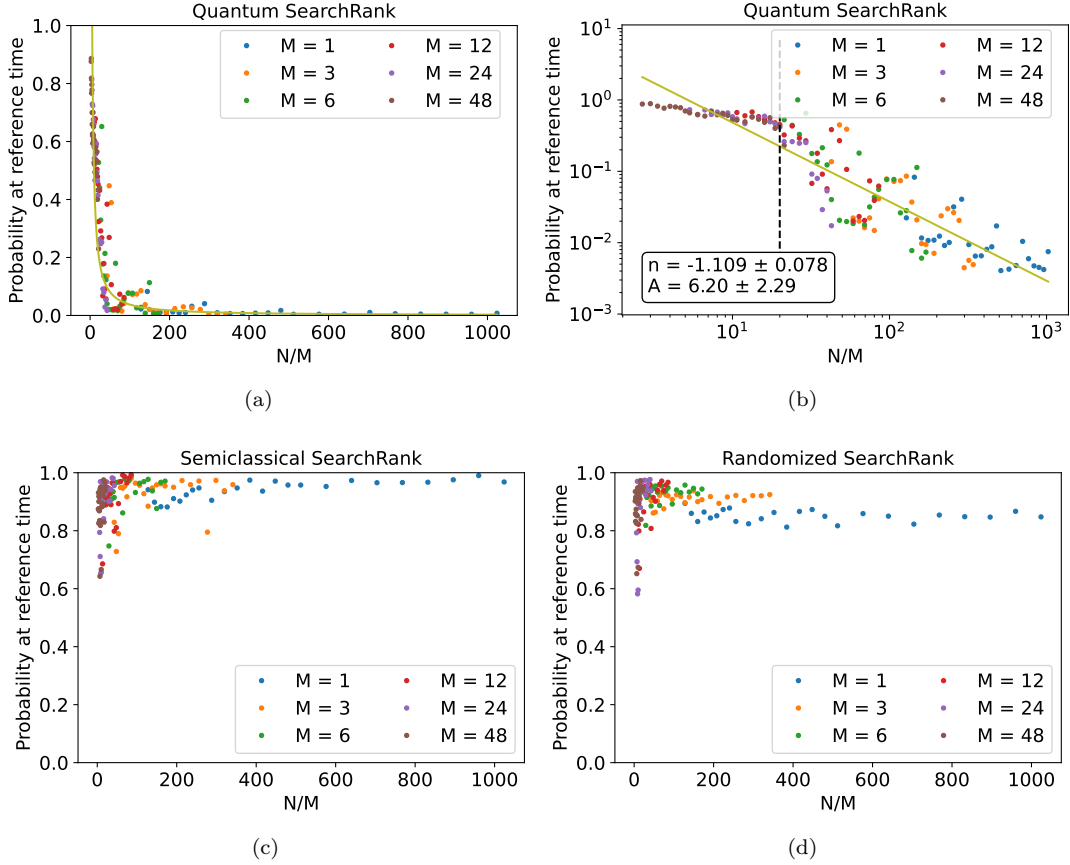 Quantum SearchRank
Probability at reference time
1.0
0.8
0.6
0.4
0.2
0.0
M = 1
M = 3
M = 6
M = 12
M = 24
M = 48
0
200
400
600
800
1000
N/M
(a)
Quantum SearchRank
Probability at reference time
10^1
10^0
10^-1
10^-2
10^-3
M = 1
M = 3
M = 6
M = 12
M = 24
M = 48
n = -1.109 ± 0.078
A = 6.20 ± 2.29
10^1
10^2
10^3
N/M
(b)
Semiclassical SearchRank
Probability at reference time
1.0
0.8
0.6
0.4
0.2
0.0
M = 1
M = 3
M = 6
M = 12
M = 24
M = 48
0
200
400
600
800
1000
N/M
(c)
Randomized SearchRank
Probability at reference time
1.0
0.8
0.6
0.4
0.2
0.0
M = 1
M = 3
M = 6
M = 12
M = 24
M = 48
0
200
400
600
800
1000
N/M
(d)